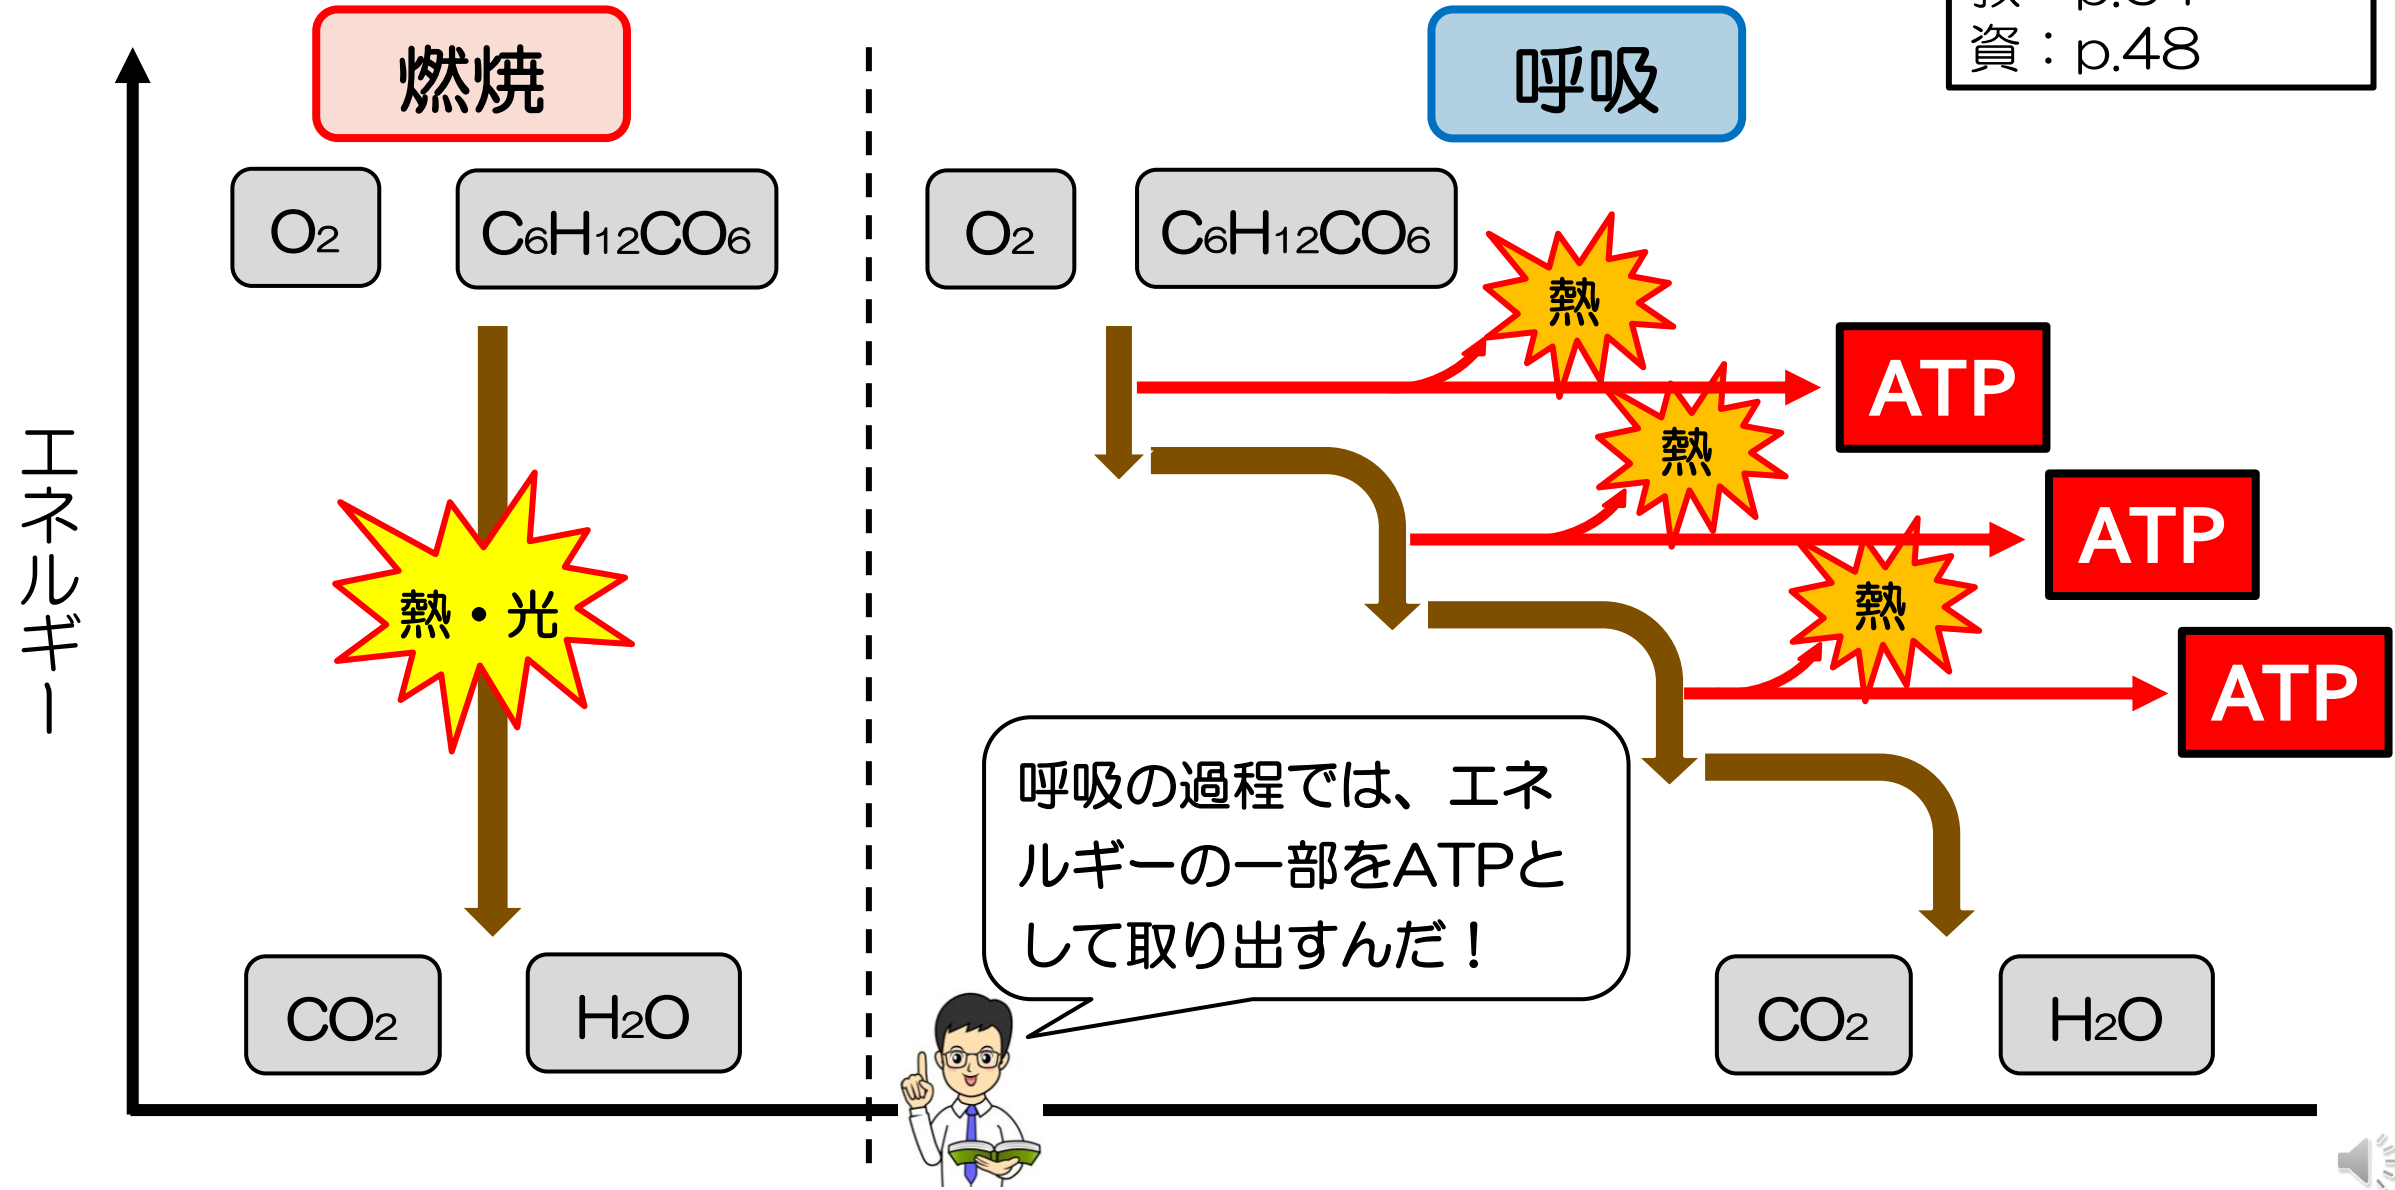 燃焼
呼吸
資：p.48
O₂
C₆H₁₂CO₆
O₂
C₆H₁₂CO₆
熱
ATP
熱
ATP
熱
ATP
エネルギー
熱・光
呼吸の過程では、エネ
ルギーの一部をATPと
して取り出すんだ！
CO₂
H₂O
CO₂
H₂O